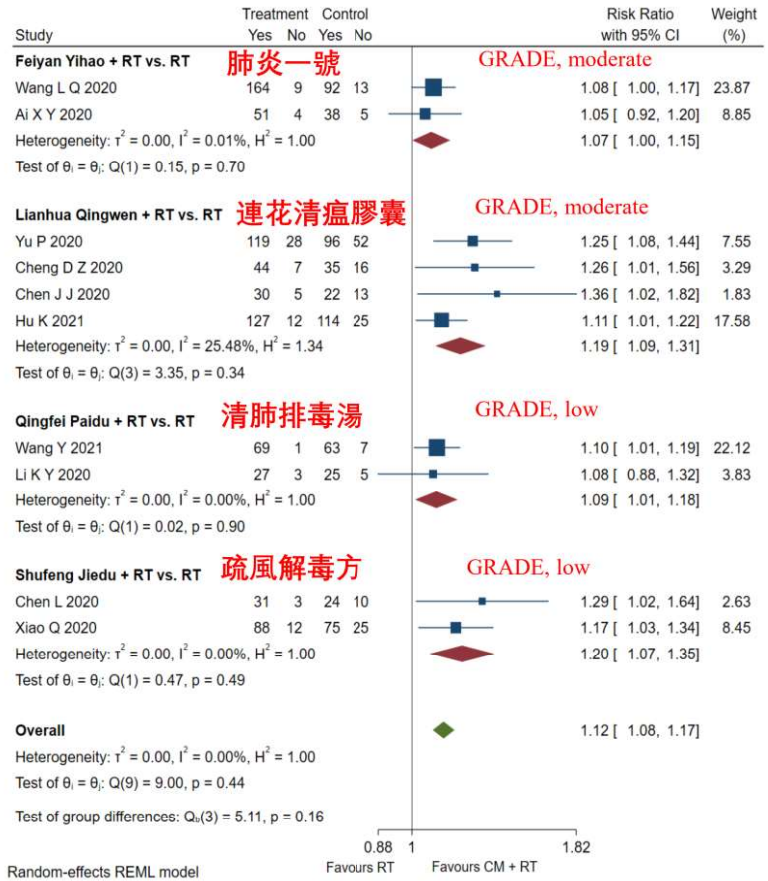 Treatment Control Risk Ratio Weight
Study Yes No Yes No with 95% CI (%)
Feiyan Yihao + RT vs. RT 肺炎一號 GRADE, moderate
Wang L Q 2020 164 9 92 13 1.08 [ 1.00, 1.17] 23.87
Ai X Y 2020 51 4 38 5 1.05 [ 0.92, 1.20] 8.85
Heterogeneity: τ² = 0.00, I² = 0.01%, H² = 1.00 1.07 [ 1.00, 1.15]
Test of θᵢ = θⱼ: Q(1) = 0.15, p = 0.70
Lianhua Qingwen + RT vs. RT 連花清瘟膠囊 GRADE, moderate
Yu P 2020 119 28 96 52 1.25 [ 1.08, 1.44] 7.55
Cheng D Z 2020 44 7 35 16 1.26 [ 1.01, 1.56] 3.29
Chen J J 2020 30 5 22 13 1.36 [ 1.02, 1.82] 1.83
Hu K 2021 127 12 114 25 1.11 [ 1.01, 1.22] 17.58
Heterogeneity: τ² = 0.00, I² = 25.48%, H² = 1.34 1.19 [ 1.09, 1.31]
Test of θᵢ = θⱼ: Q(3) = 3.35, p = 0.34
Qingfei Paidu + RT vs. RT 清肺排毒湯 GRADE, low
Wang Y 2021 69 1 63 7 1.10 [ 1.01, 1.19] 22.12
Li K Y 2020 27 3 25 5 1.08 [ 0.88, 1.32] 3.83
Heterogeneity: τ² = 0.00, I² = 0.00%, H² = 1.00 1.09 [ 1.01, 1.18]
Test of θᵢ = θⱼ: Q(1) = 0.02, p = 0.90
Shufeng Jiedu + RT vs. RT 疏風解毒方 GRADE, low
Chen L 2020 31 3 24 10 1.29 [ 1.02, 1.64] 2.63
Xiao Q 2020 88 12 75 25 1.17 [ 1.03, 1.34] 8.45
Heterogeneity: τ² = 0.00, I² = 0.00%, H² = 1.00 1.20 [ 1.07, 1.35]
Test of θᵢ = θⱼ: Q(1) = 0.47, p = 0.49
Overall 1.12 [ 1.08, 1.17]
Heterogeneity: τ² = 0.00, I² = 0.00%, H² = 1.00
Test of θᵢ = θⱼ: Q(9) = 9.00, p = 0.44
Test of group differences: Q_b(3) = 5.11, p = 0.16
0.88 1 1.82
Favours RT Favours CM + RT
Random-effects REML model